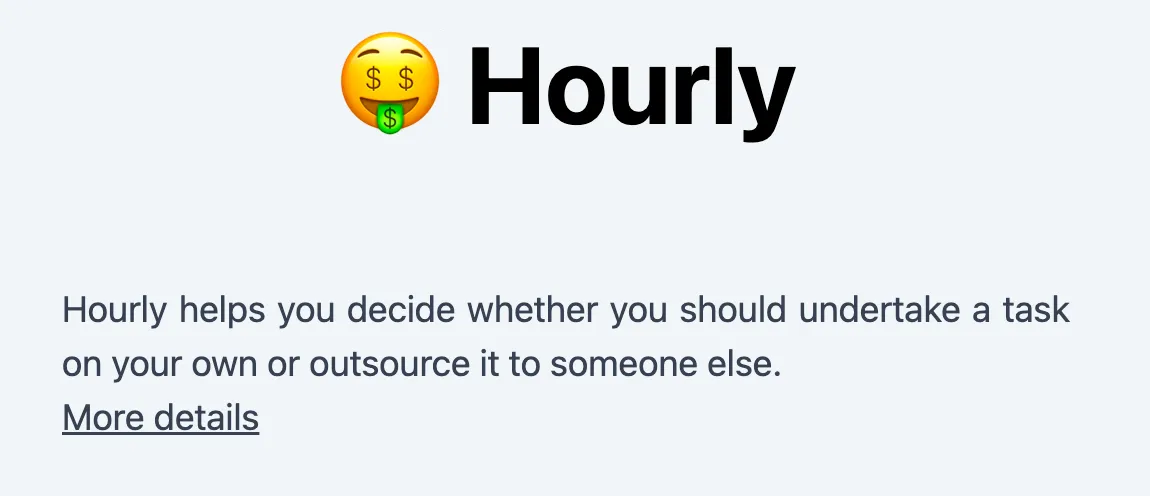 🤑 Hourly
Hourly helps you decide whether you should undertake a task
on your own or outsource it to someone else.
More details